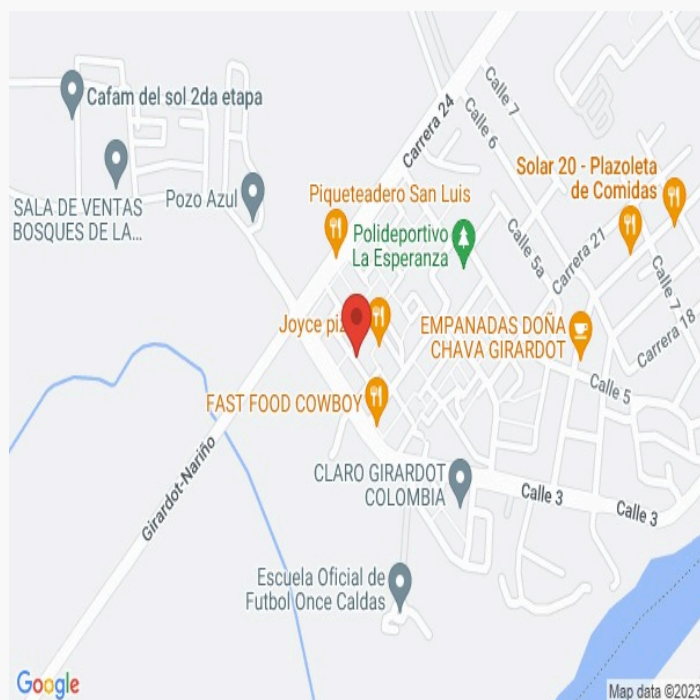 Cafam del sol 2da etapa
Carrera 24
Calle 7
Calle 6
Solar 20 - Plazoleta
de Comidas
SALA DE VENTAS
BOSQUES DE LA...
Pozo Azul
Piqueteadero San Luis
Polideportivo
La Esperanza
Calle 5a
Carrera 21
Calle 7
Carrera 18
Joyce
EMPANADAS DOÑA
CHAVA GIRARDOT
Calle 5
FAST FOOD COWBOY
Girardot-Nariño
CLARO GIRARDOT
COLOMBIA
Calle 3
Calle 3
Escuela Oficial de
Futbol Once Caldas
Google
Map data ©2023